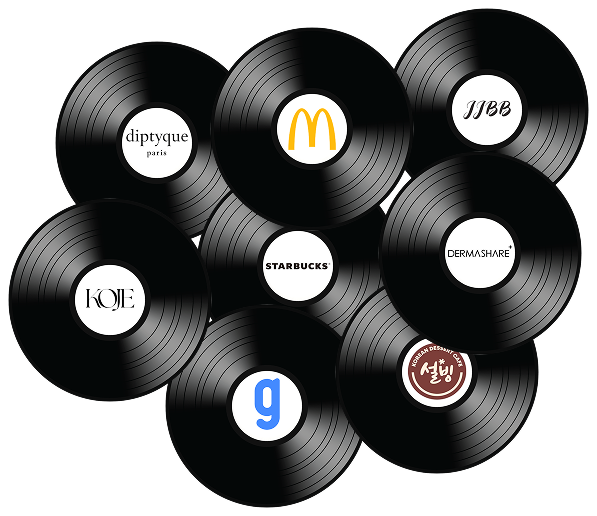 diptyque
paris
M
JJBB
KOJE
STARBUCKS
DERMASHARE+
g
KOREAN DESSERT CAFE
설빙